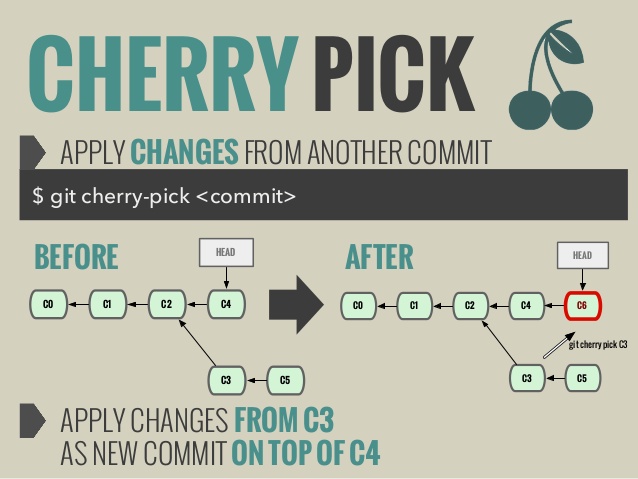 CHERRY PICK
APPLY CHANGES FROM ANOTHER COMMIT
$ git cherry-pick <commit>
BEFORE
HEAD
C0 C1 C2 C4
C3 C5
AFTER
HEAD
C0 C1 C2 C4 C6
git cherry pick C3
C3 C5
APPLY CHANGES FROM C3
AS NEW COMMIT ON TOP OF C4